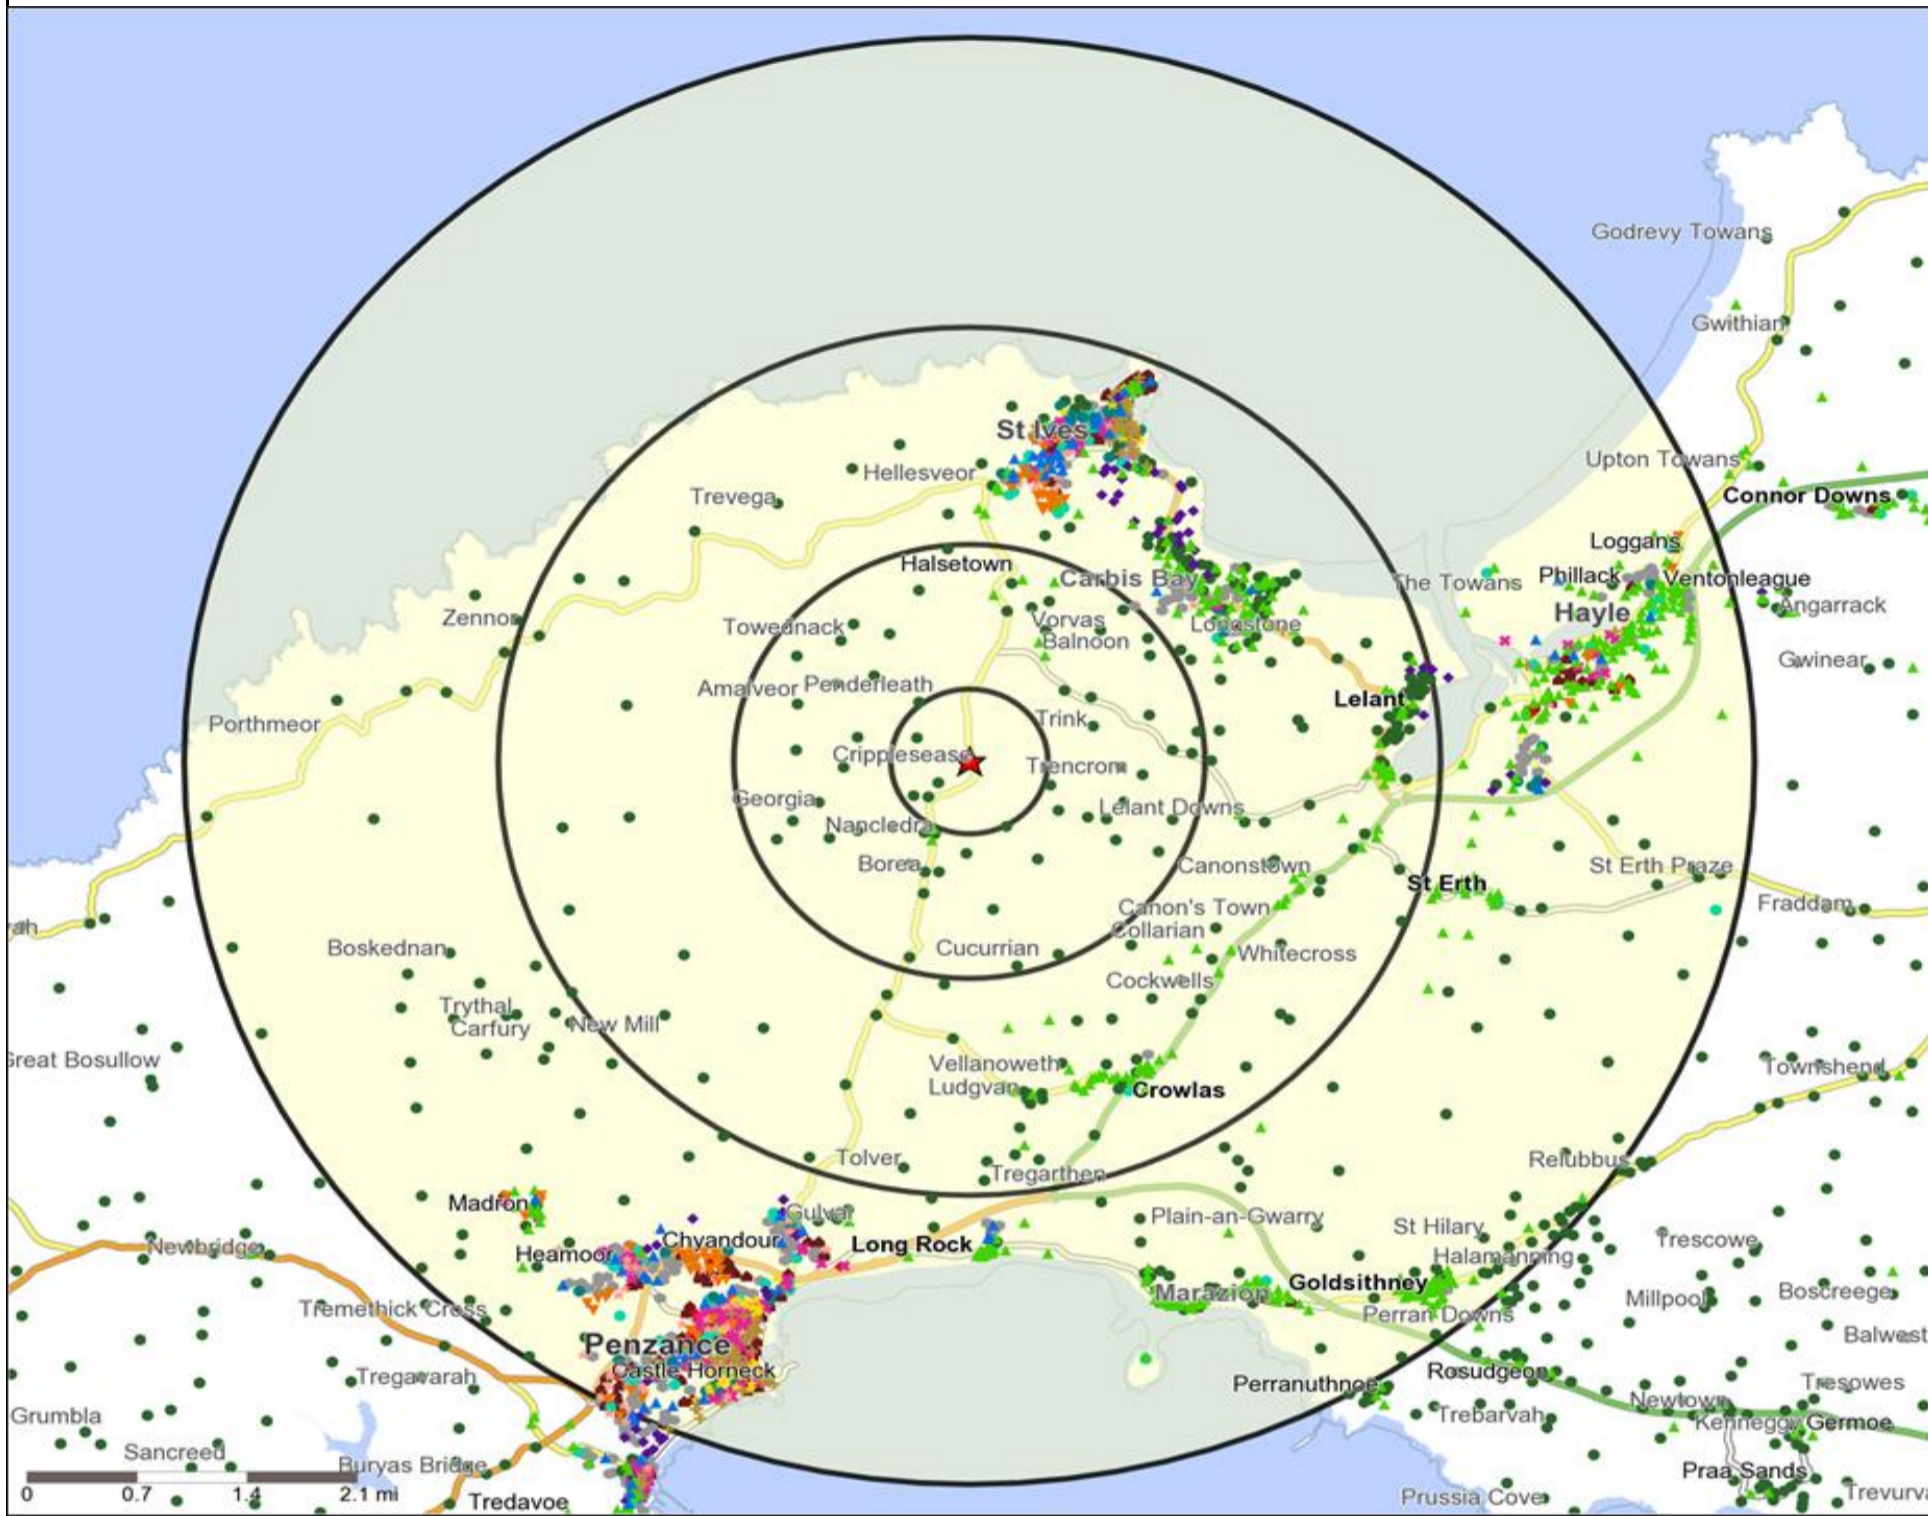 Godrevy Towans
Gwithian
St Ives
Upton Towans
Hellesveor
Trevega
Connor Downs
Loggans
Halsetown
Carbis Bay
The Towans
Phillack
Ventonleague
Angarrack
Hayle
Zennor
Towednack
Vorvas
Balnoon
Longstone
Gwinear
Amalveor
Penderleath
Lelant
Porthmeor
Trink
Cripplesease
Trencrom
Georgia
Lelant Downs
Nancledra
Borea
Canonstown
St Erth Praze
St Erth
Canon's Town
Fraddam
vah
Collarian
Boskednan
Cucurrian
Whitecross
Cockwells
Trythal
Carfury
New Mill
Great Bosullow
Vellanoweth
Townshend
Ludgvan
Crowlas
Tolver
Tregarthen
Relubbus
Madron
Gulval
Plain-an-Gwarry
St Hilary
Newbridge
Heamoor
Chyandour
Long Rock
Halamanning
Trescowe
Marazion
Goldsithney
Millpool
Boscreege
Tremethick Cross
Perran Downs
Balwest
Penzance
Castle Horneck
Tregavarah
Perranuthnoe
Rosudgeon
Tresowes
Grumbla
Trebarvah
Newtown
Kenneggy
Germoe
Sancreed
Buryas Bridge
Praa Sands
0 0.7 1.4 2.1 mi
Tredavoe
Prussia Cove
Trevurva